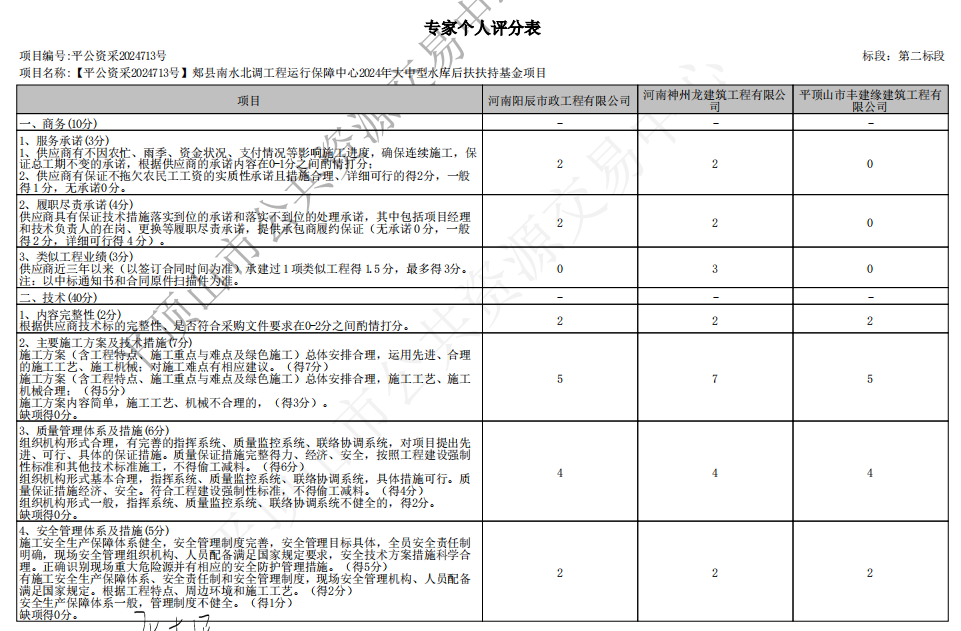 专家个人评分表
项目编号:平公资采2024713号
标段：第二标段
项目名称:【平公资采2024713号】郏县南水北调工程运行保障中心2024年大中型水库后扶扶持基金项目
项目 河南阳辰市政工程有限公司 河南神州龙建筑工程有限公司 平顶山市丰建缘建筑工程有限公司
一、商务(10分) - - -
1、服务承诺(3分)
1、供应商有不因农忙、雨季、资金状况、支付情况等影响施工进度，确保连续施工，保
证总工期不变的承诺，根据供应商的承诺内容在0-1分之间酌情打分；
2、供应商有保证不拖欠农民工工资的实质性承诺且措施合理、详细可行的得2分，一般
得1分，无承诺0分。
2 2 0
2、履职尽责承诺(4分)
供应商具有保证技术措施落实到位的承诺和落实不到位的处理承诺，其中包括项目经理
和技术负责人的在岗、更换等履职尽责承诺，提供承包商履约保证（无承诺0分，一般
得2分，详细可行得4分）。
2 2 0
3、类似工程业绩(3分)
供应商近三年以来（以签订合同时间为准）承建过1项类似工程得1.5分，最多得3分。
注：以中标通知书和合同原件扫描件为准。
0 3 0
二、技术(40分) - - -
1、内容完整性(2分)
根据供应商技术标的完整性、是否符合采购文件要求在0-2分之间酌情打分。
2 2 2
2、主要施工方案及技术措施(7分)
施工方案（含工程特点、施工重点与难点及绿色施工）总体安排合理，运用先进、合理
的施工工艺、施工机械；对施工难点有相应建议。（得7分）
施工方案（含工程特点、施工重点与难点及绿色施工）总体安排合理，施工工艺、施工
机械合理；（得5分）
施工方案内容简单，施工工艺、机械不合理的，（得3分）。
缺项得0分。
5 7 5
3、质量管理体系及措施(6分)
组织机构形式合理，有完善的指挥系统、质量监控系统、联络协调系统，对项目提出先
进、可行、具体的保证措施。质量保证措施完整得力、经济、安全，按照工程建设强制
性标准和其他技术标准施工，不得偷工减料。（得6分）
组织机构形式基本合理，指挥系统、质量监控系统、联络协调系统，具体措施可行。质
量保证措施经济、安全。符合工程建设强制性标准，不得偷工减料。（得4分）
组织机构形式一般，指挥系统、质量监控系统、联络协调系统不健全的，得2分。
缺项得0分。
4 4 4
4、安全管理体系及措施(5分)
施工安全生产保障体系健全，安全管理制度完善，安全管理目标具体，全员安全责任制
明确，现场安全管理组织机构、人员配备满足国家规定要求，安全技术方案措施科学合
理。正确识别现场重大危险源并有相应的安全防护管理措施。（得5分）
有施工安全生产保障体系、安全责任制和安全管理制度，现场安全管理机构、人员配备
满足国家规定。根据工程特点、周边环境和施工工艺。（得2分）
安全生产保障体系一般，管理制度不健全。（得1分）
缺项得0分。
2 2 2
平顶山市公共资源交易中心
平顶山市公共资源交易中心